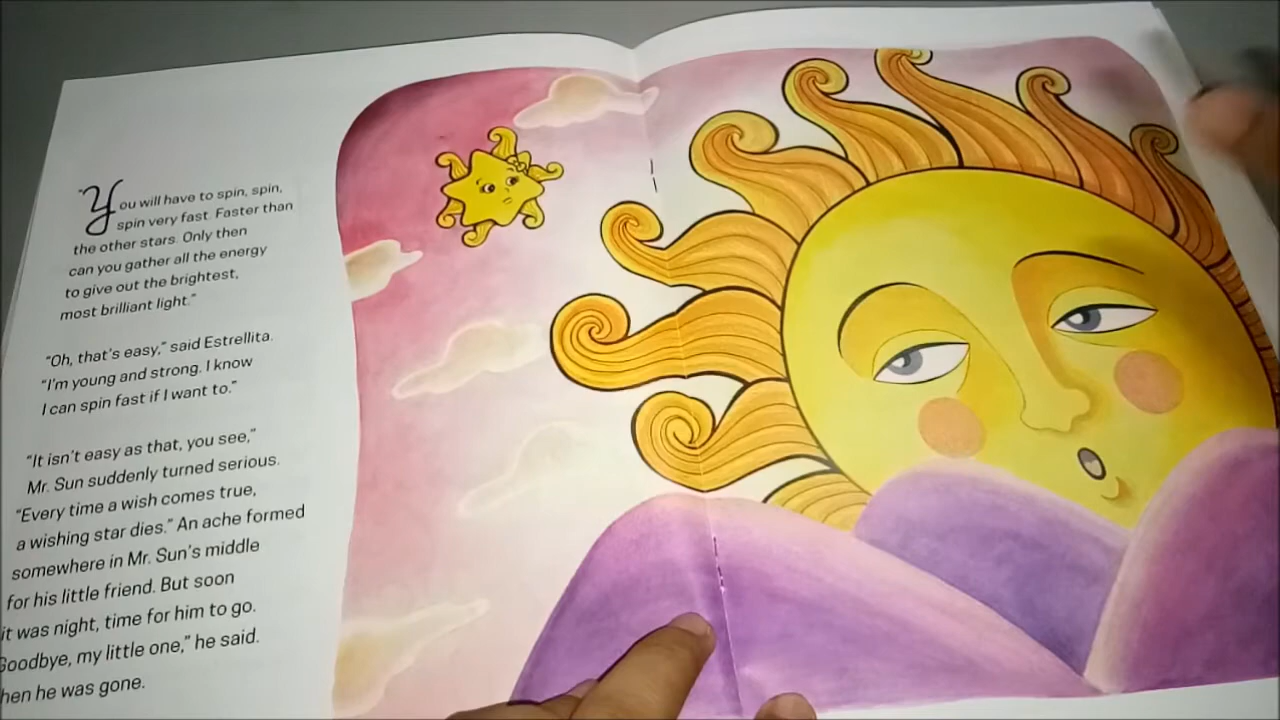 "You will have to spin, spin,
spin very fast. Faster than
the other stars. Only then
can you gather all the energy
to give out the brightest,
most brilliant light."
"Oh, that's easy," said Estrellita.
"I'm young and strong. I know
I can spin fast if I want to."
"It isn't easy as that, you see,"
Mr. Sun suddenly turned serious.
"Every time a wish comes true,
a wishing star dies." An ache formed
somewhere in Mr. Sun's middle
for his little friend. But soon
it was night, time for him to go.
Goodbye, my little one," he said.
hen he was gone.